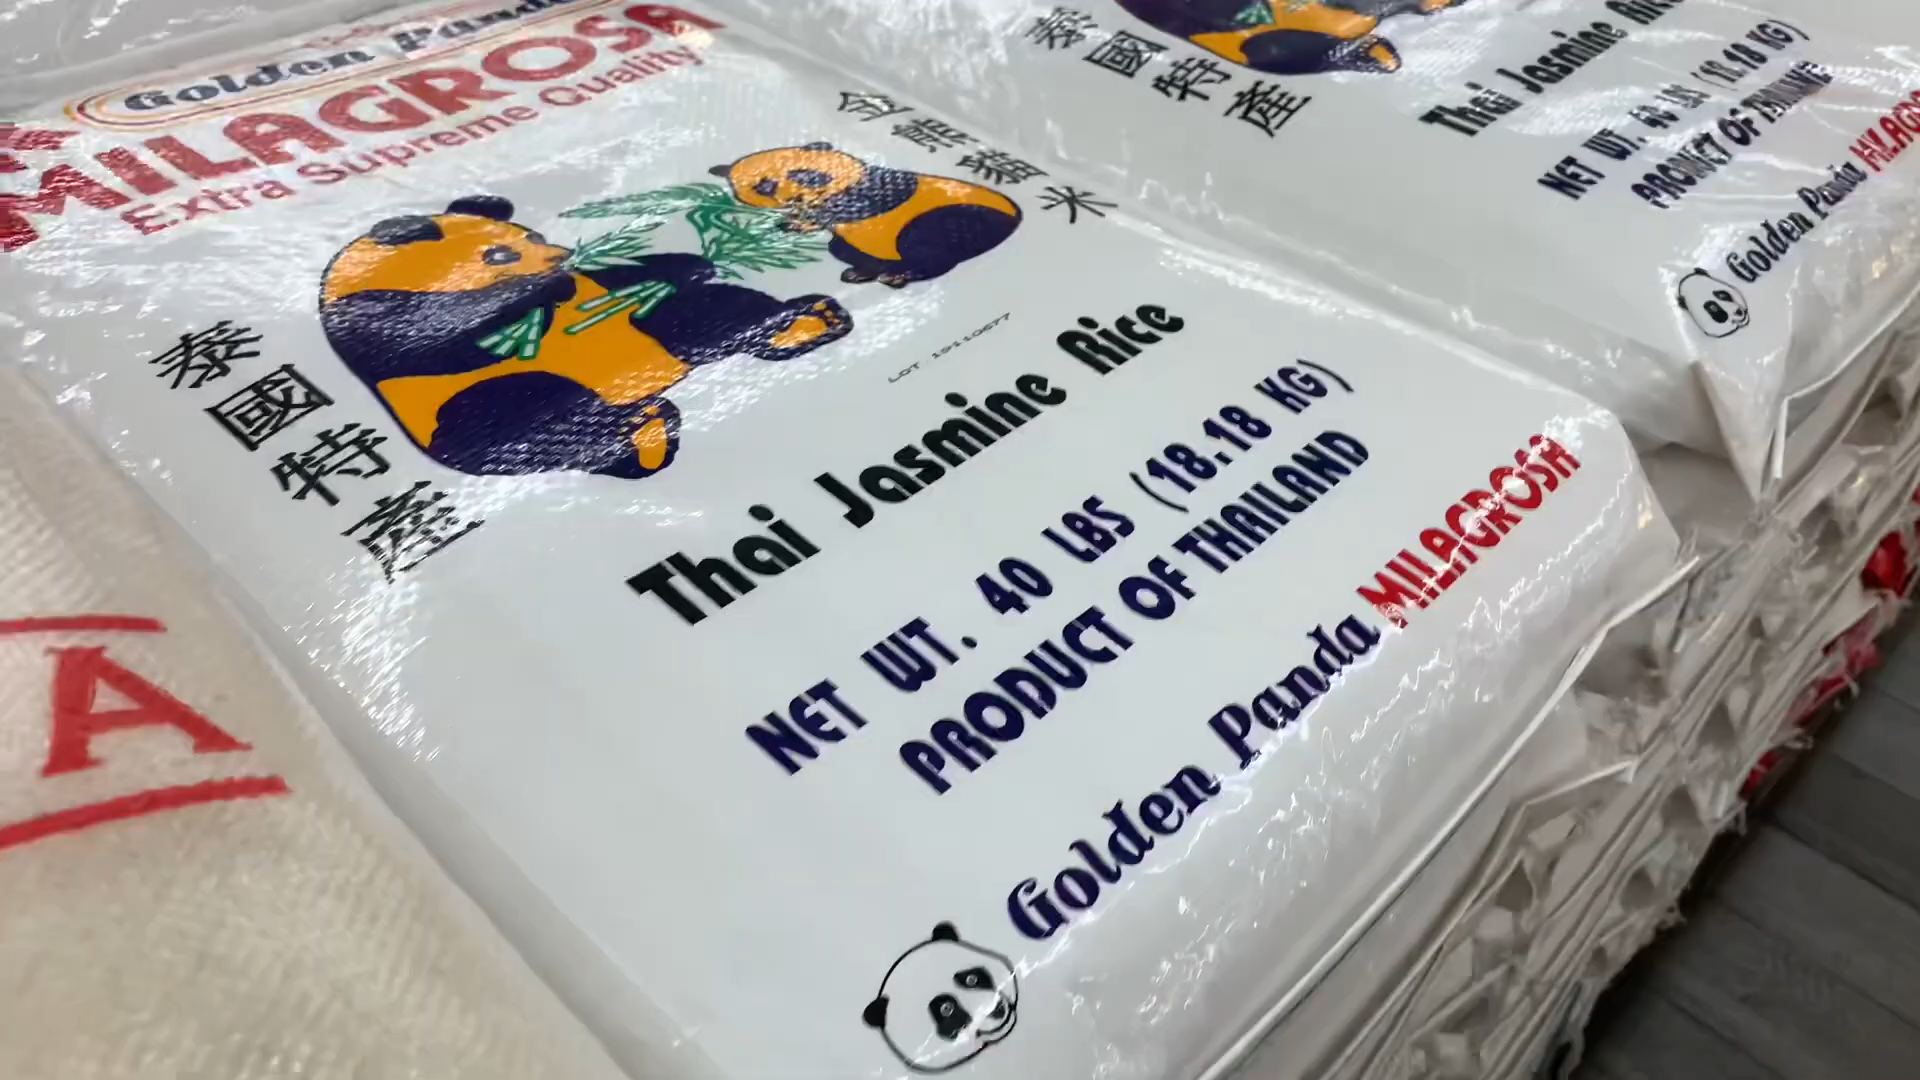 Golden Panda
MILAGROSA
Extra Supreme Quality
金熊貓米
泰國特產
LOT 19110677
Thai Jasmine Rice
NET WT. 40 LBS (18.18 KG)
PRODUCT OF THAILAND
Golden Panda MILAGROSA
泰國特產
Thai Jasmine Rice
NET WT. 40 LBS (18.18 KG)
PRODUCT OF THAILAND
Golden Panda MILAGROSA
A